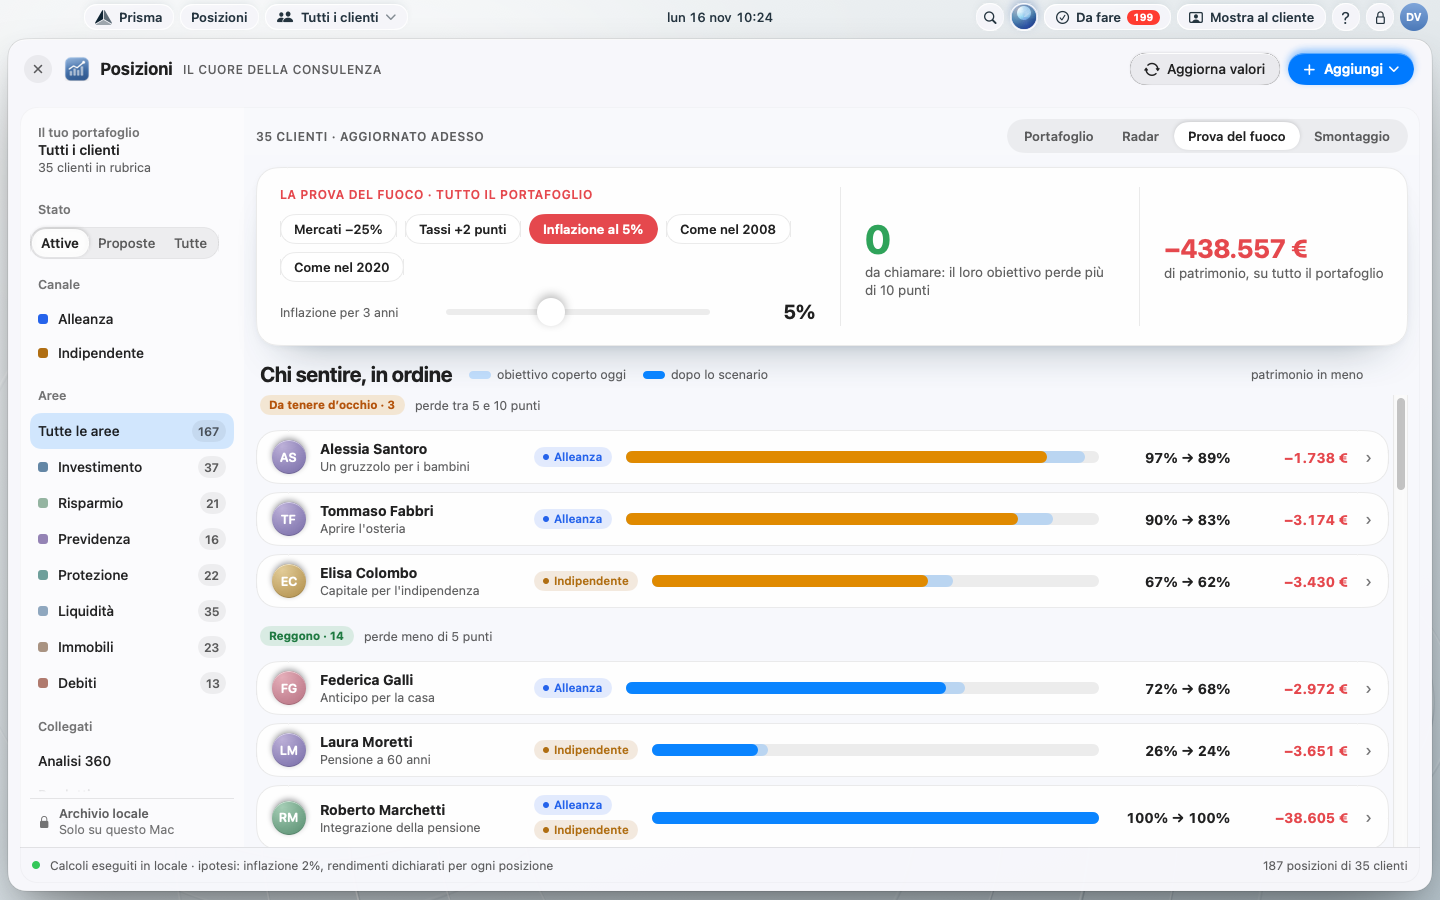 Prisma
Posizioni
Tutti i clienti
lun 16 nov 10:24
Da fare 199
Mostra al cliente
?
DV
Posizioni IL CUORE DELLA CONSULENZA
Aggiorna valori
+ Aggiungi
Il tuo portafoglio
Tutti i clienti
35 clienti in rubrica
Stato
Attive Proposte Tutte
Canale
Alleanza
Indipendente
Aree
Tutte le aree 167
Investimento 37
Risparmio 21
Previdenza 16
Protezione 22
Liquidità 35
Immobili 23
Debiti 13
Collegati
Analisi 360
Archivio locale
Solo su questo Mac
35 CLIENTI · AGGIORNATO ADESSO
Portafoglio Radar Prova del fuoco Smontaggio
LA PROVA DEL FUOCO · TUTTO IL PORTAFOGLIO
Mercati −25% Tassi +2 punti Inflazione al 5% Come nel 2008
Come nel 2020
Inflazione per 3 anni 5%
0
da chiamare: il loro obiettivo perde più
di 10 punti
−438.557 €
di patrimonio, su tutto il portafoglio
Chi sentire, in ordine obiettivo coperto oggi dopo lo scenario patrimonio in meno
Da tenere d'occhio · 3 perde tra 5 e 10 punti
AS Alessia Santoro
Un gruzzolo per i bambini
Alleanza 97% → 89% −1.738 €
TF Tommaso Fabbri
Aprire l'osteria
Alleanza 90% → 83% −3.174 €
EC Elisa Colombo
Capitale per l'indipendenza
Indipendente 67% → 62% −3.430 €
Reggono · 14 perde meno di 5 punti
FG Federica Galli
Anticipo per la casa
Alleanza 72% → 68% −2.972 €
LM Laura Moretti
Pensione a 60 anni
Indipendente 26% → 24% −3.651 €
RM Roberto Marchetti
Integrazione della pensione
Alleanza
Indipendente
100% → 100% −38.605 €
Calcoli eseguiti in locale · ipotesi: inflazione 2%, rendimenti dichiarati per ogni posizione
187 posizioni di 35 clienti